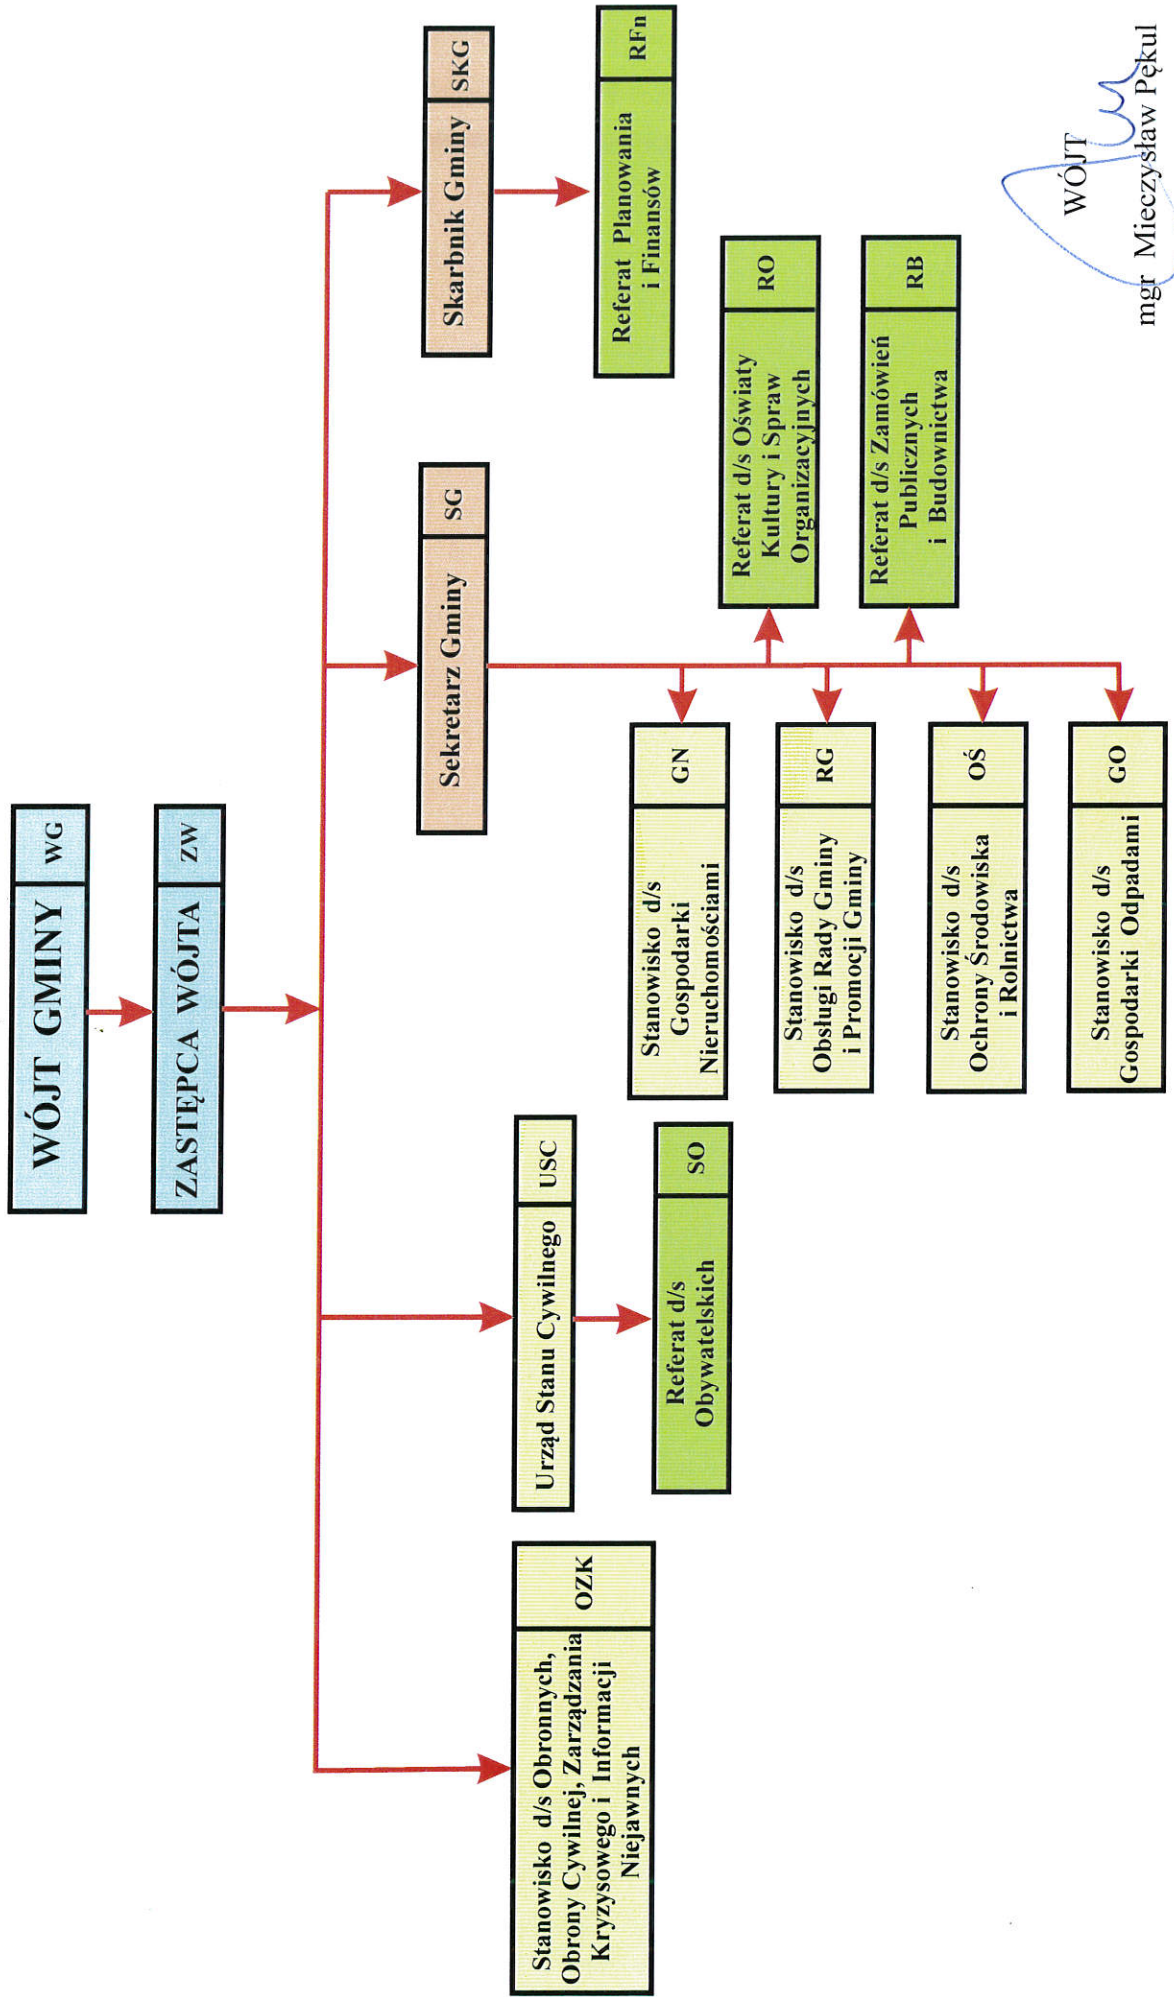 WÓJT GMINY
WG
ZASTĘPCA WÓJTA
ZW
Stanowisko d/s Obronnych,
Obrony Cywilnej, Zarządzania
Kryzysowego i Informacji
Niejawnych
OZK
Urząd Stanu Cywilnego
USC
Referat d/s
Obywatelskich
SO
Sekretarz Gminy
SG
Stanowisko d/s
Gospodarki
Nieruchomościami
GN
Stanowisko d/s
Obsługi Rady Gminy
i Promocji Gminy
RG
Stanowisko d/s
Ochrony Środowiska
i Rolnictwa
OŚ
Stanowisko d/s
Gospodarki Odpadami
GO
Referat d/s Oświaty
Kultury i Spraw
Organizacyjnych
RO
Referat d/s Zamówień
Publicznych
i Budownictwa
RB
Skarbnik Gminy
SKG
Referat Planowania
i Finansów
RFn
WÓJT
mgr Mieczysław Pękul